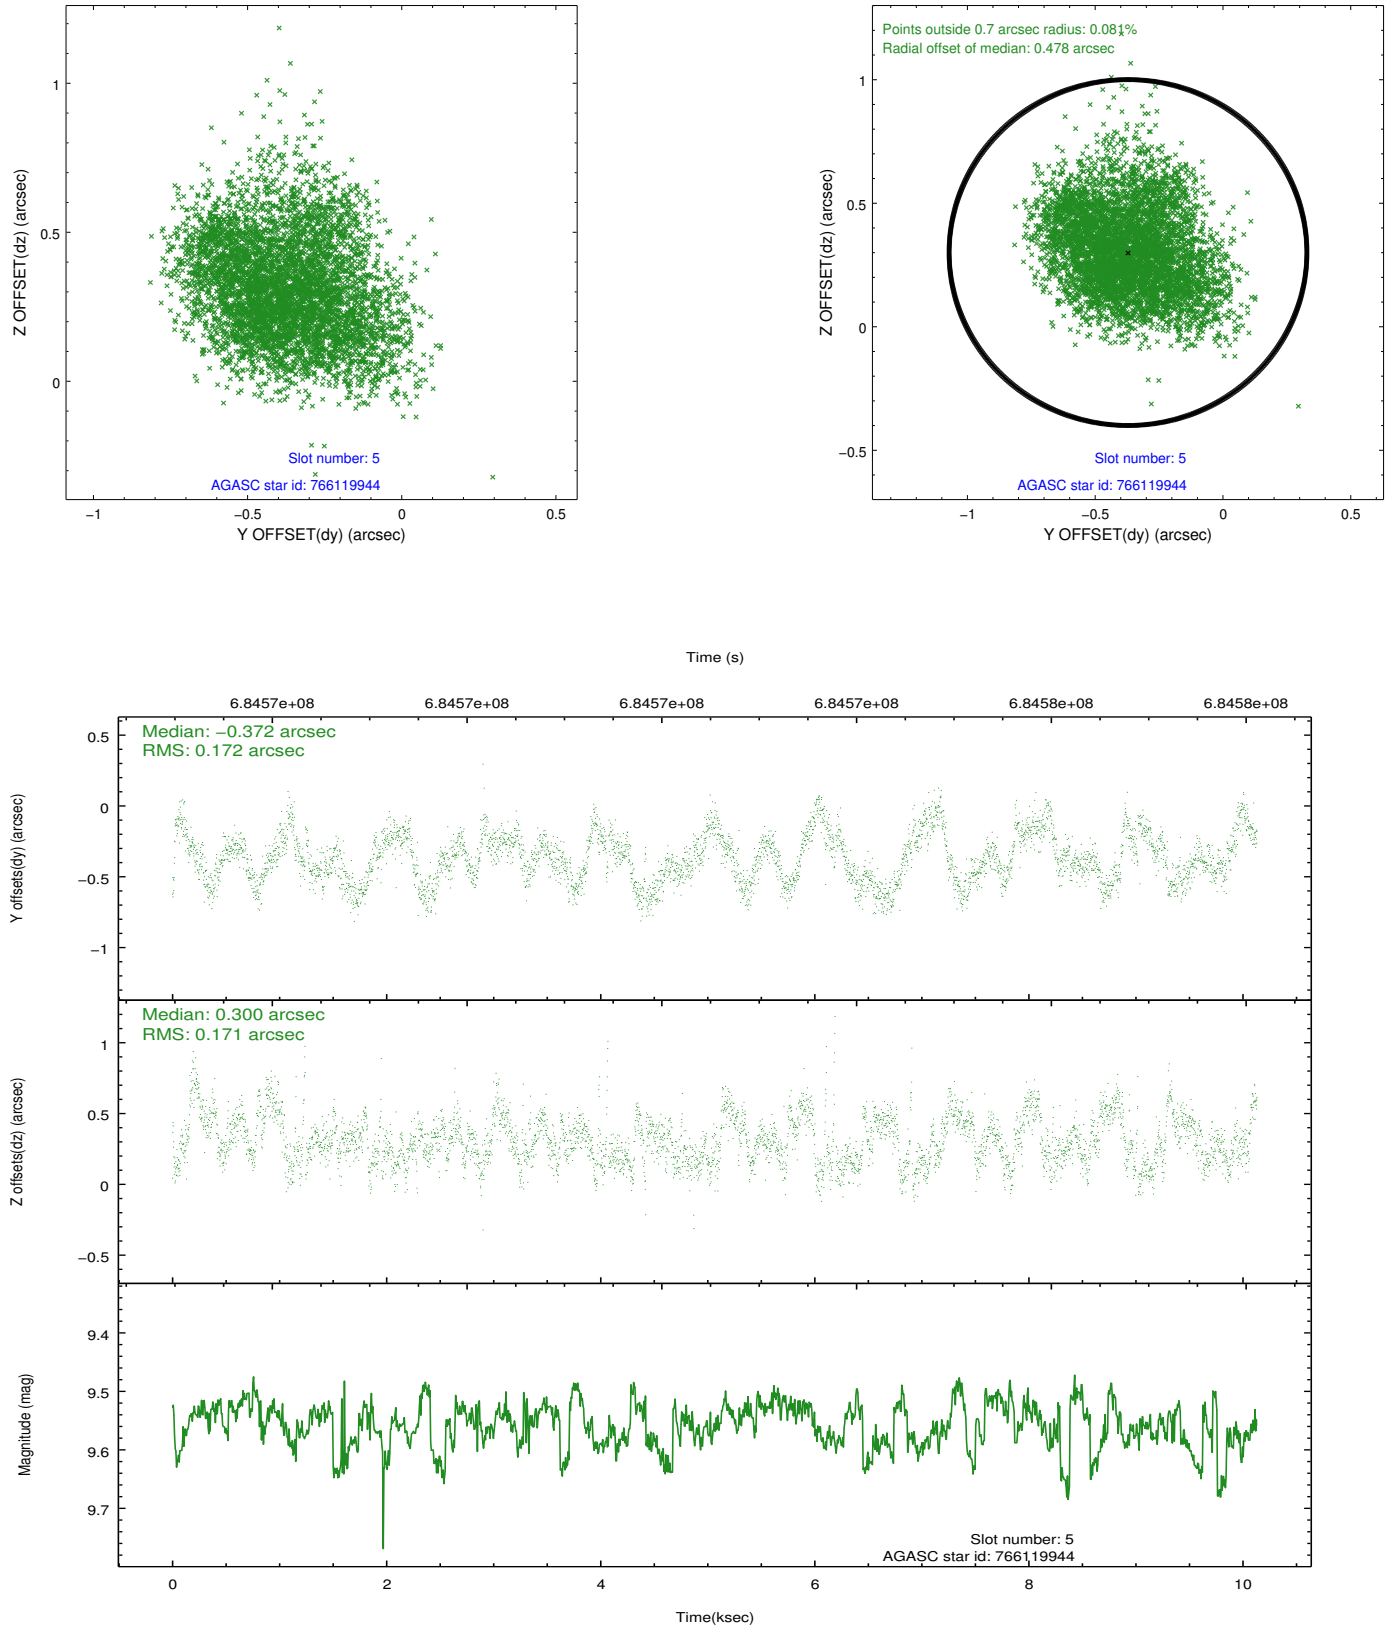 Z OFFSET(dz) (arcsec)
1
0.5
0
−1
−0.5
0
0.5
Y OFFSET(dy) (arcsec)
Slot number: 5
AGASC star id: 766119944
Points outside 0.7 arcsec radius: 0.081%
Radial offset of median: 0.478 arcsec
Z OFFSET(dz) (arcsec)
1
0.5
0
−0.5
−1
−0.5
0
0.5
Y OFFSET(dy) (arcsec)
Slot number: 5
AGASC star id: 766119944
Time (s)
6.8457e+08 6.8457e+08 6.8457e+08 6.8457e+08 6.8458e+08 6.8458e+08
Median: −0.372 arcsec
RMS: 0.172 arcsec
Y offsets(dy) (arcsec)
0.5
0
−0.5
−1
Median: 0.300 arcsec
RMS: 0.171 arcsec
Z offsets(dz) (arcsec)
1
0.5
0
−0.5
Magnitude (mag)
9.4
9.5
9.6
9.7
Slot number: 5
AGASC star id: 766119944
0 2 4 6 8 10
Time(ksec)